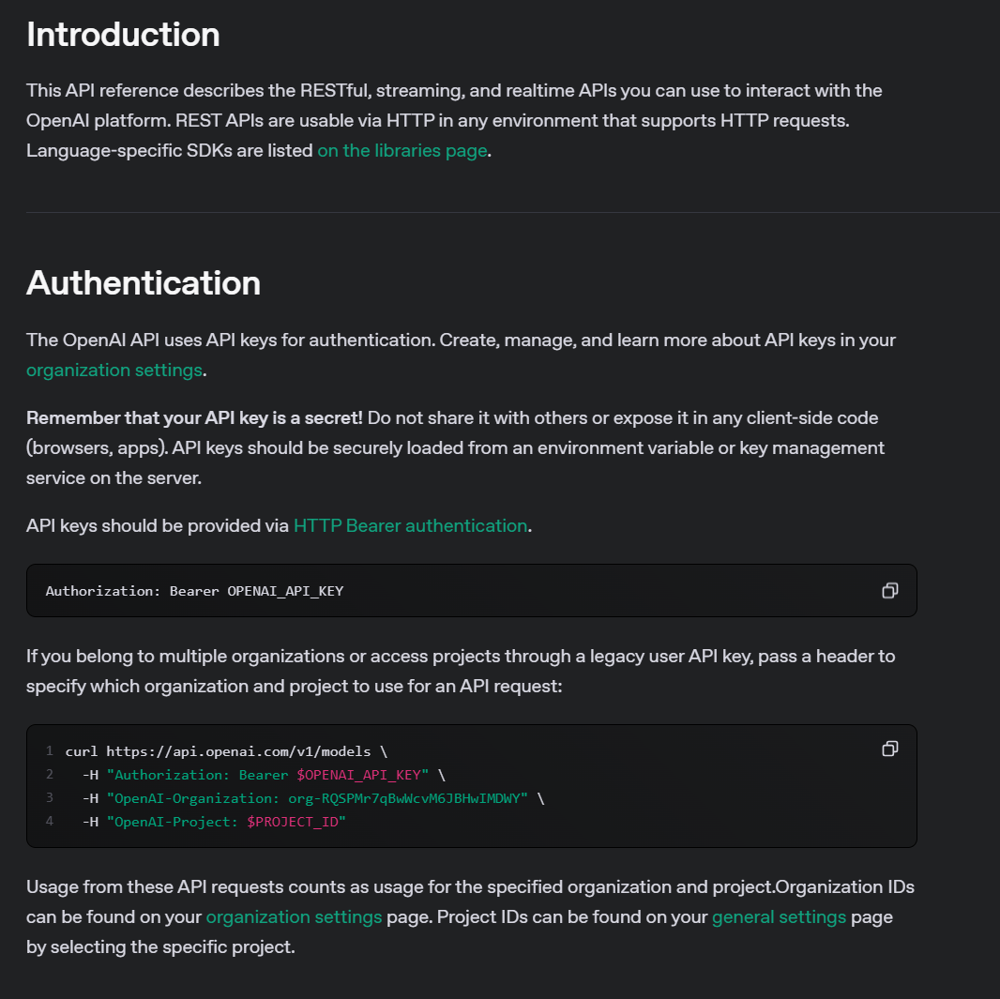 Introduction
This API reference describes the RESTful, streaming, and realtime APIs you can use to interact with the
OpenAI platform. REST APIs are usable via HTTP in any environment that supports HTTP requests.
Language-specific SDKs are listed on the libraries page.
Authentication
The OpenAI API uses API keys for authentication. Create, manage, and learn more about API keys in your
organization settings.
Remember that your API key is a secret! Do not share it with others or expose it in any client-side code
(browsers, apps). API keys should be securely loaded from an environment variable or key management
service on the server.
API keys should be provided via HTTP Bearer authentication.
Authorization: Bearer OPENAI_API_KEY
If you belong to multiple organizations or access projects through a legacy user API key, pass a header to
specify which organization and project to use for an API request:
1 curl https://api.openai.com/v1/models \
2   -H "Authorization: Bearer $OPENAI_API_KEY" \
3   -H "OpenAI-Organization: org-RQSPMr7qBwWcvM6JBHwIMDWY" \
4   -H "OpenAI-Project: $PROJECT_ID"
Usage from these API requests counts as usage for the specified organization and project.Organization IDs
can be found on your organization settings page. Project IDs can be found on your general settings page
by selecting the specific project.